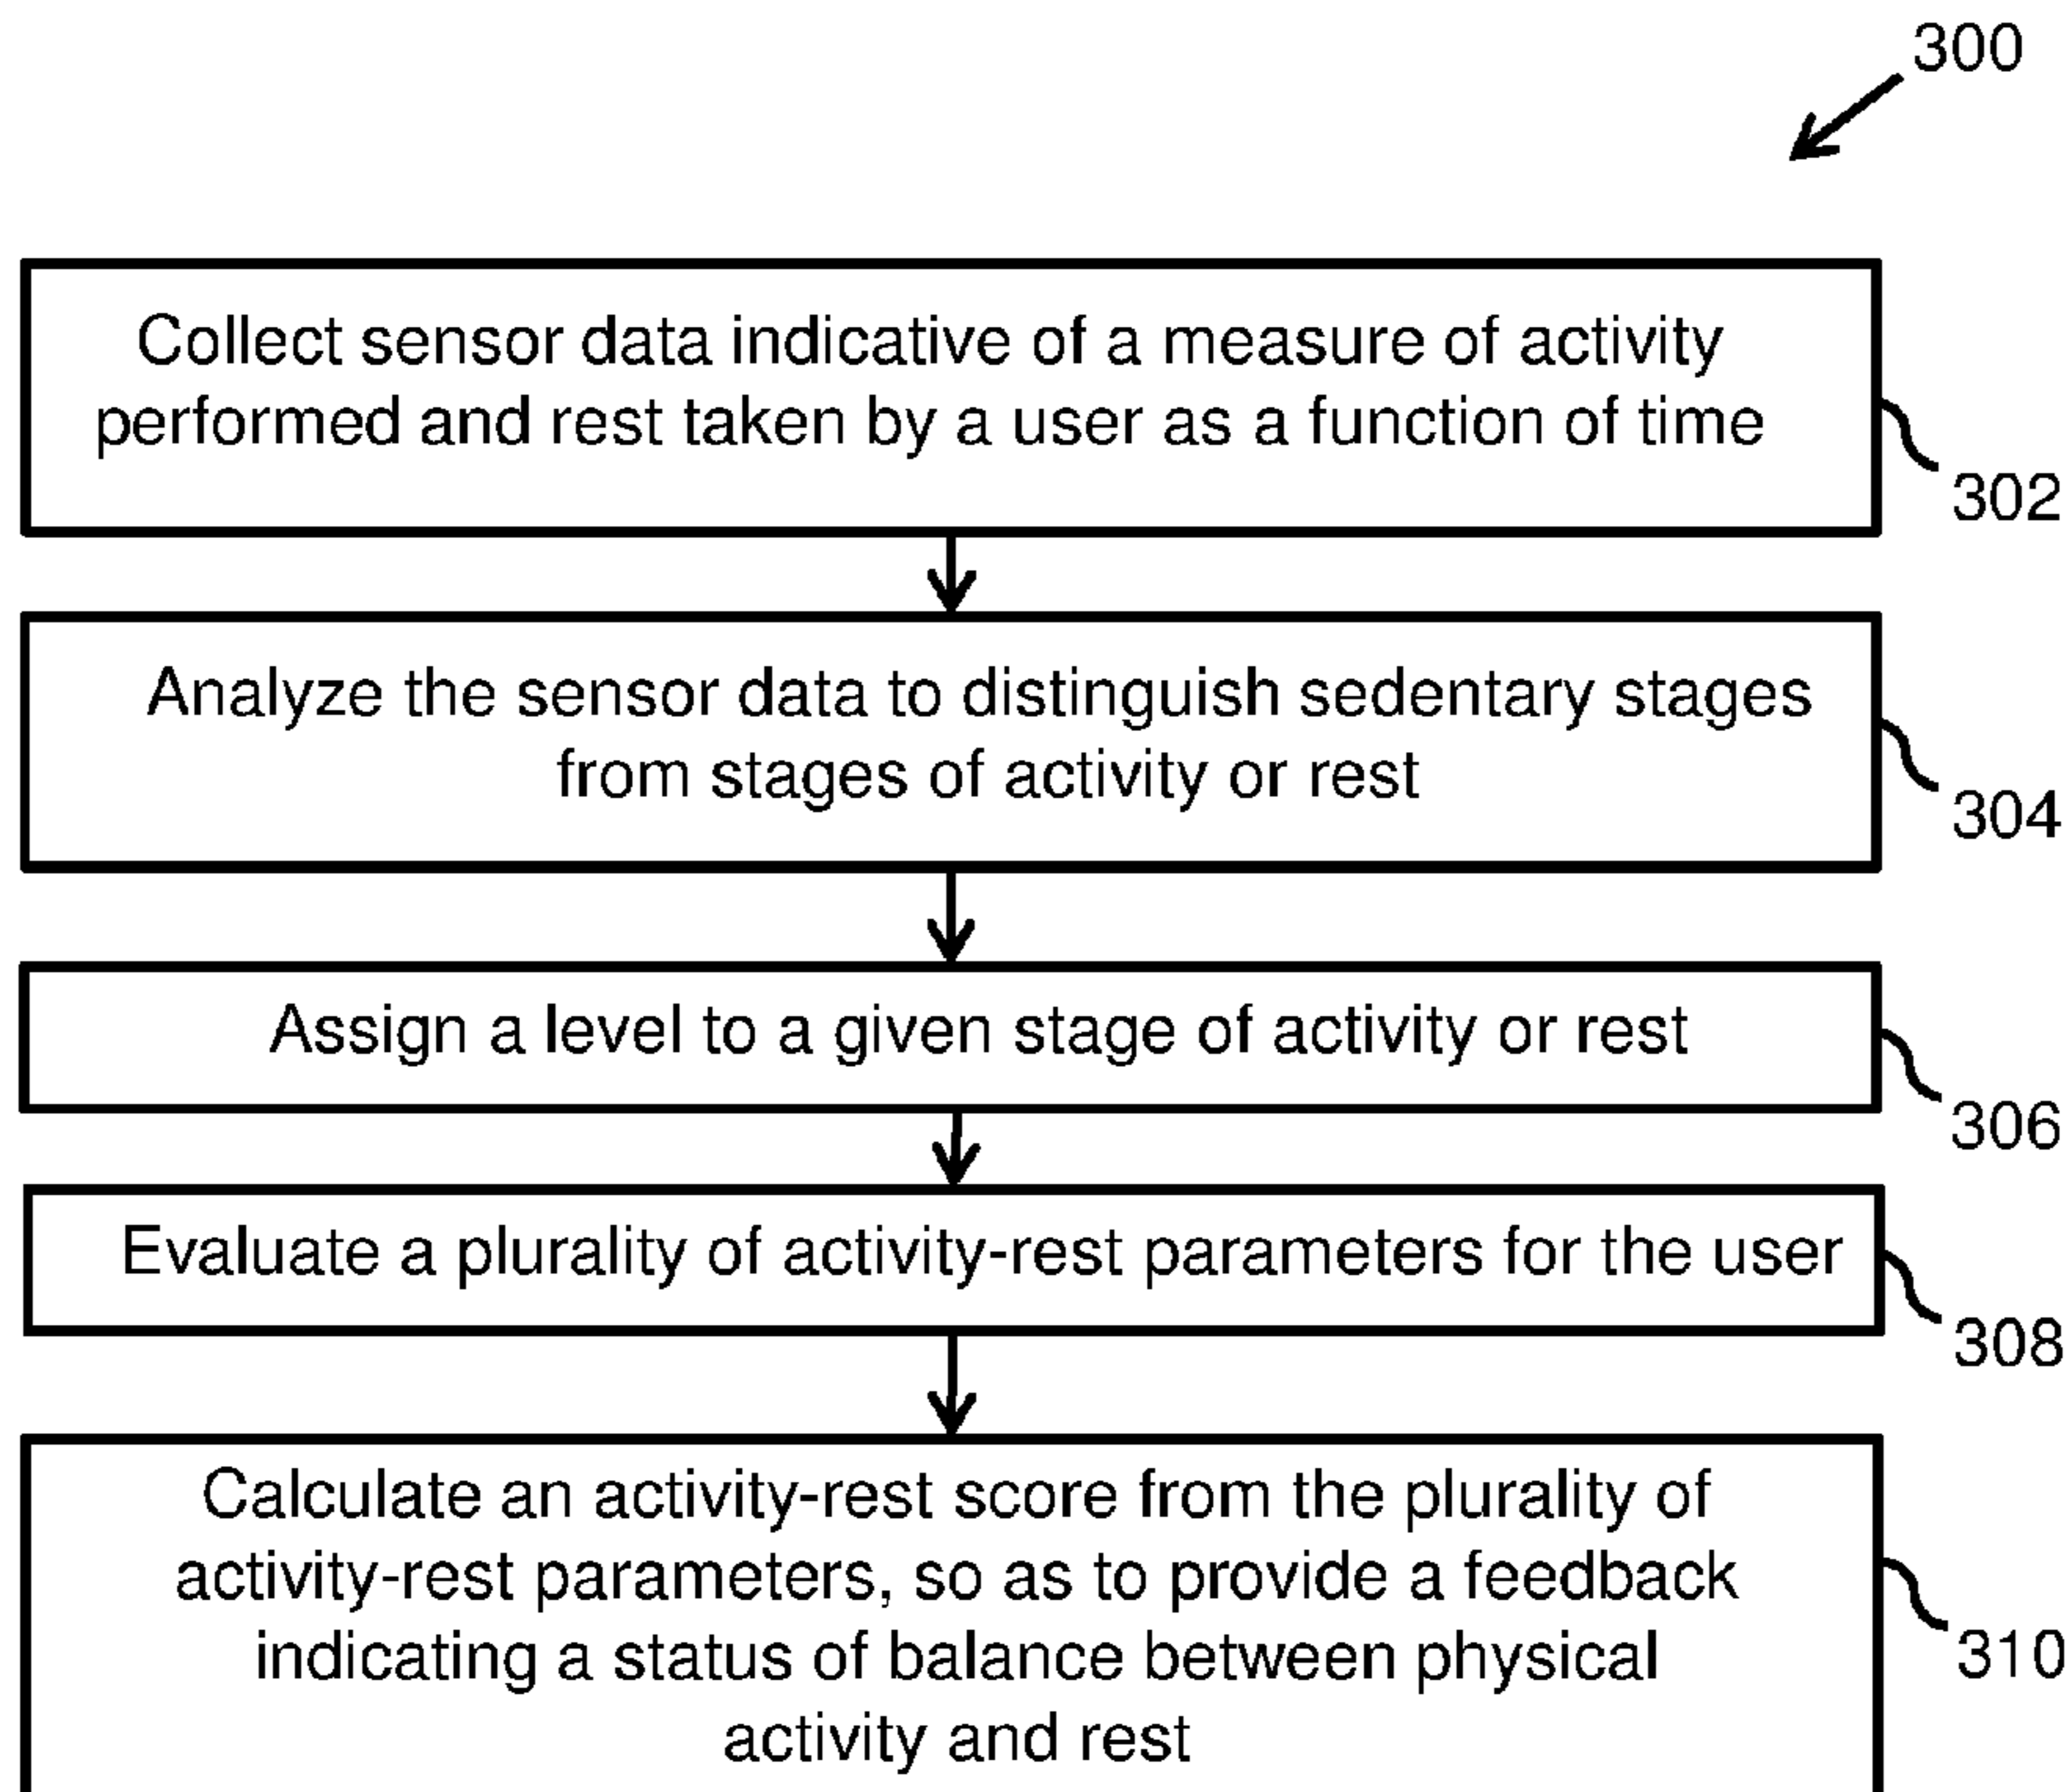 300
Collect sensor data indicative of a measure of activity
performed and rest taken by a user as a function of time
302
Analyze the sensor data to distinguish sedentary stages
from stages of activity or rest
304
Assign a level to a given stage of activity or rest
306
Evaluate a plurality of activity-rest parameters for the user
308
Calculate an activity-rest score from the plurality of
activity-rest parameters, so as to provide a feedback
indicating a status of balance between physical
activity and rest
310